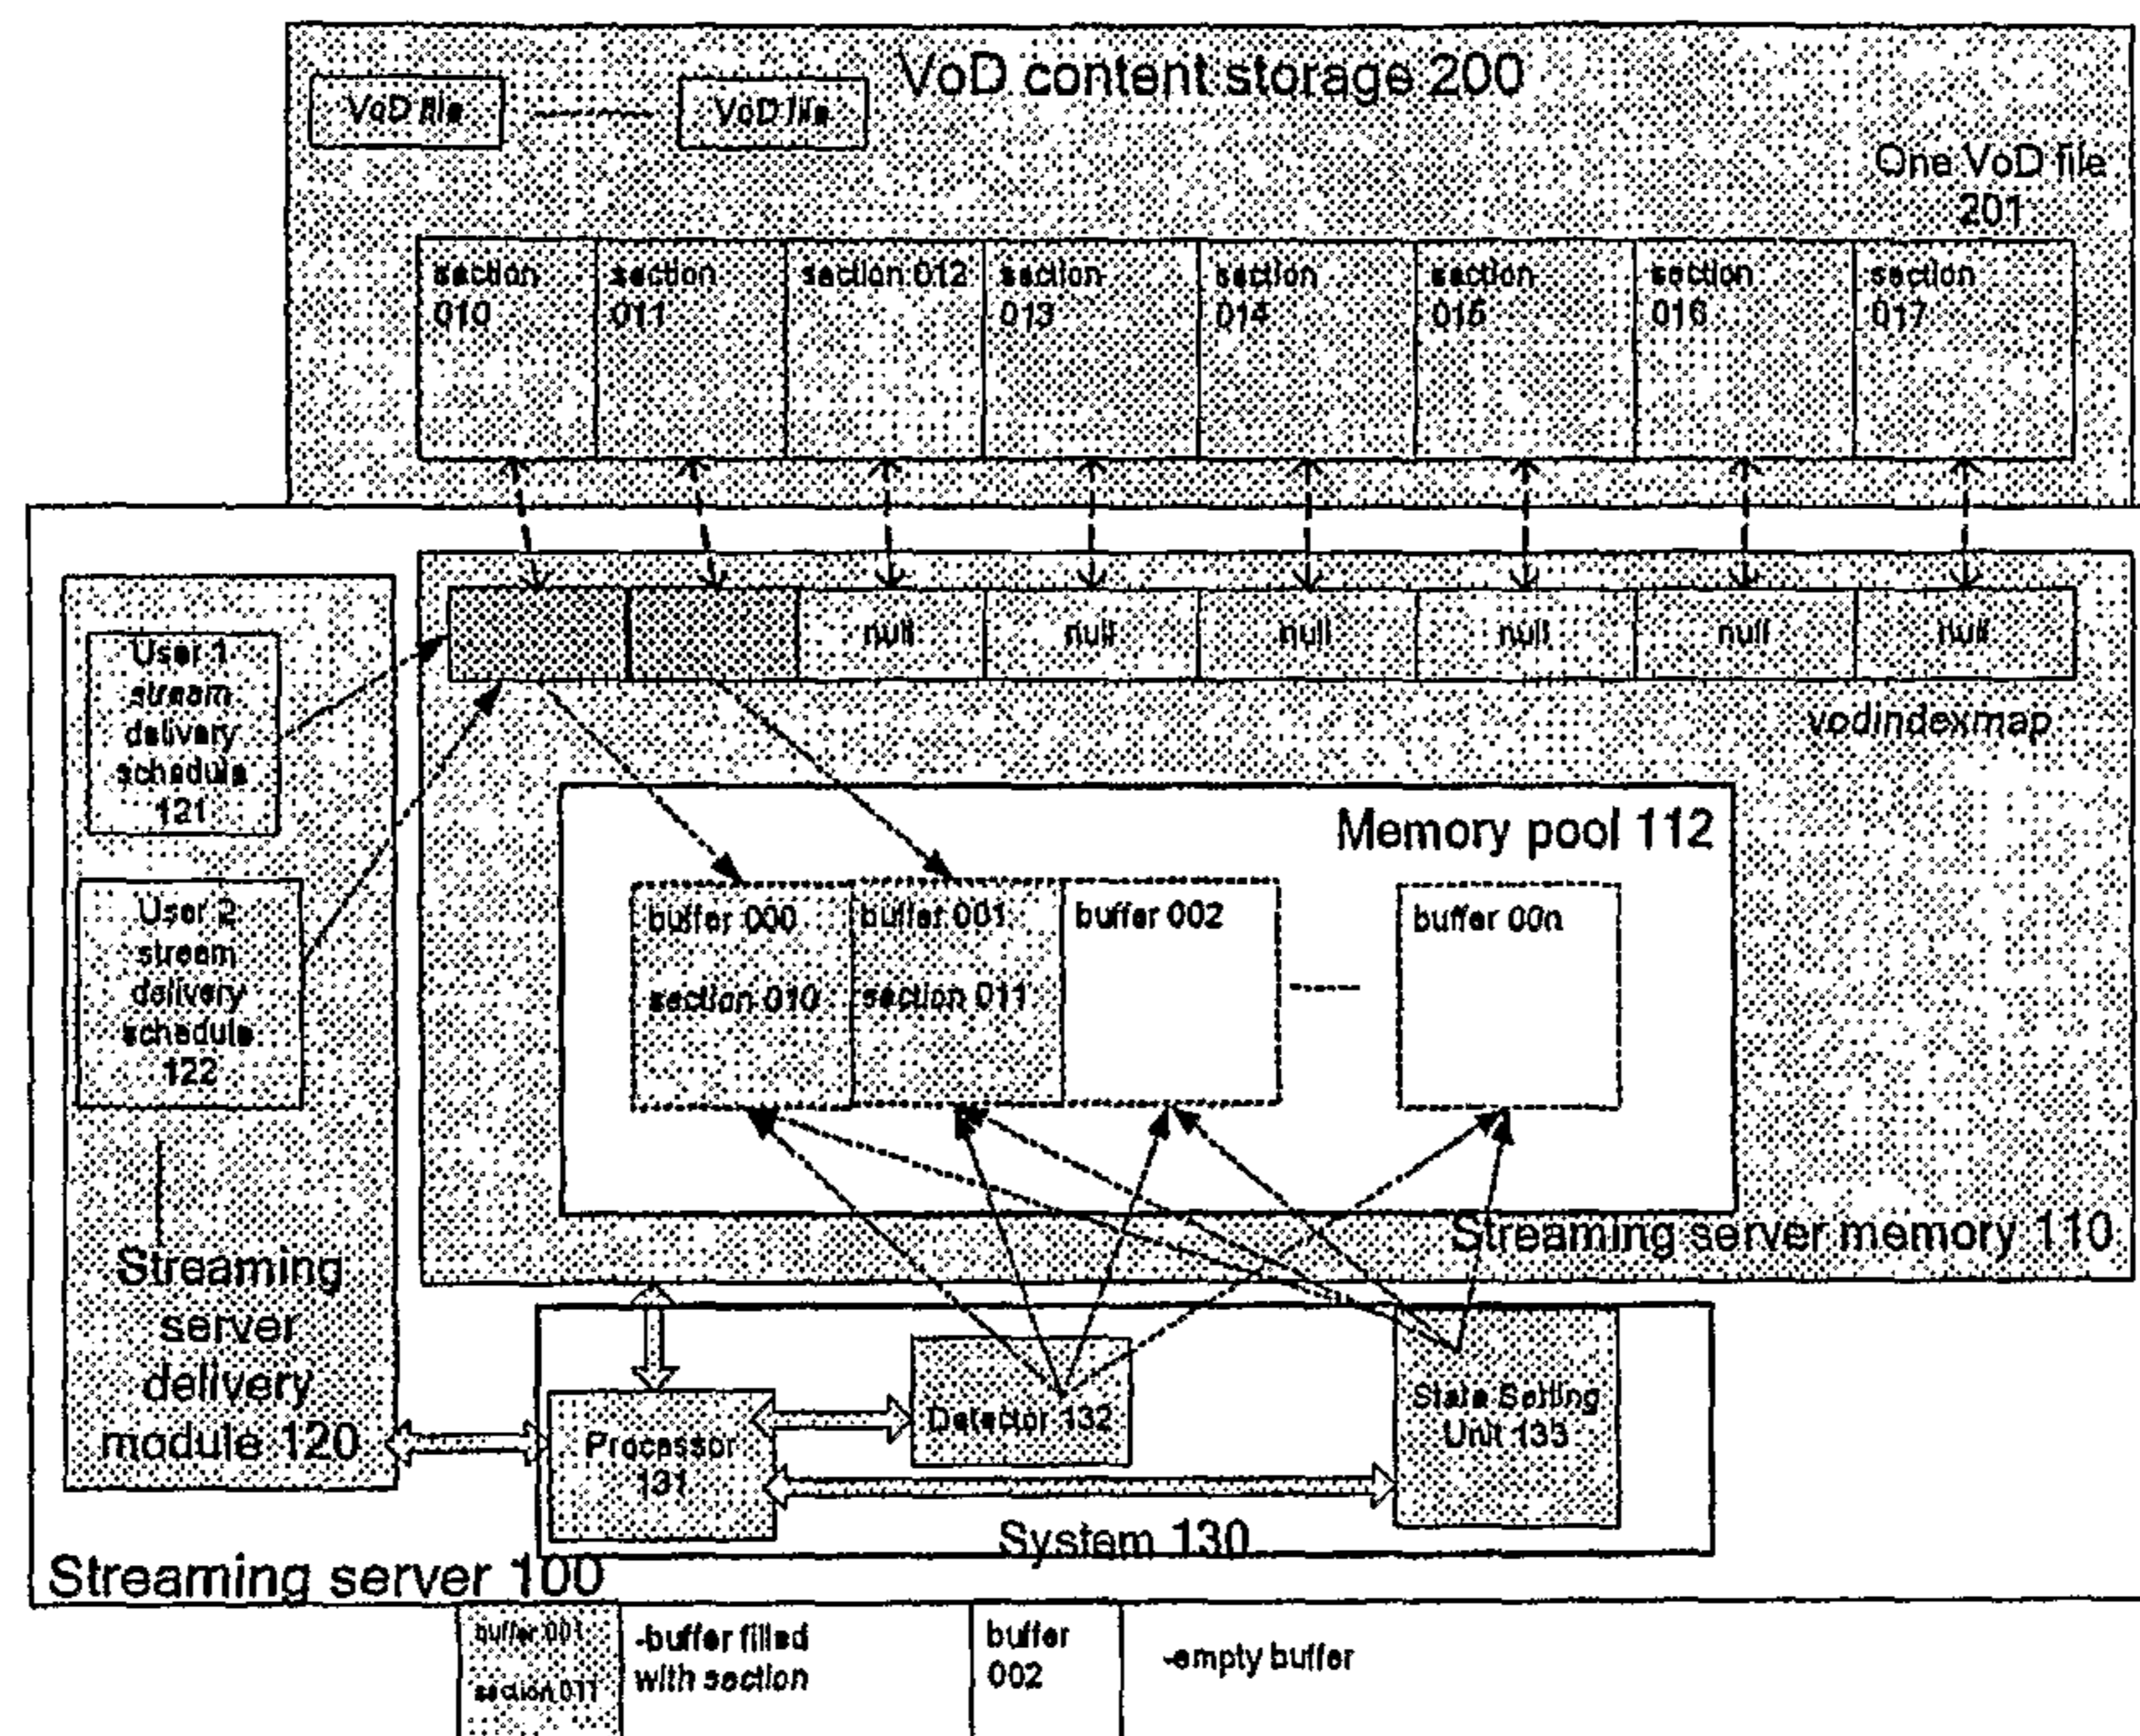 VoD content storage 200
VoD file
VoD file
One VoD file
201
section
010
section
011
section 012
section
013
section
014
section
015
section
016
section
017
null
null
null
null
null
null
vodindexmap
User 1
stream
delivery
schedule
121
User 2
stream
delivery
schedule
122
Memory pool 112
buffer 000
section 010
buffer 001
section 011
buffer 002
buffer 00n
Streaming server memory 110
Streaming
server
delivery
module 120
Processor
131
Detector 132
State Setting
Unit 133
System 130
Streaming server 100
buffer 001
section 011
-buffer filled
with section
buffer
002
-empty buffer